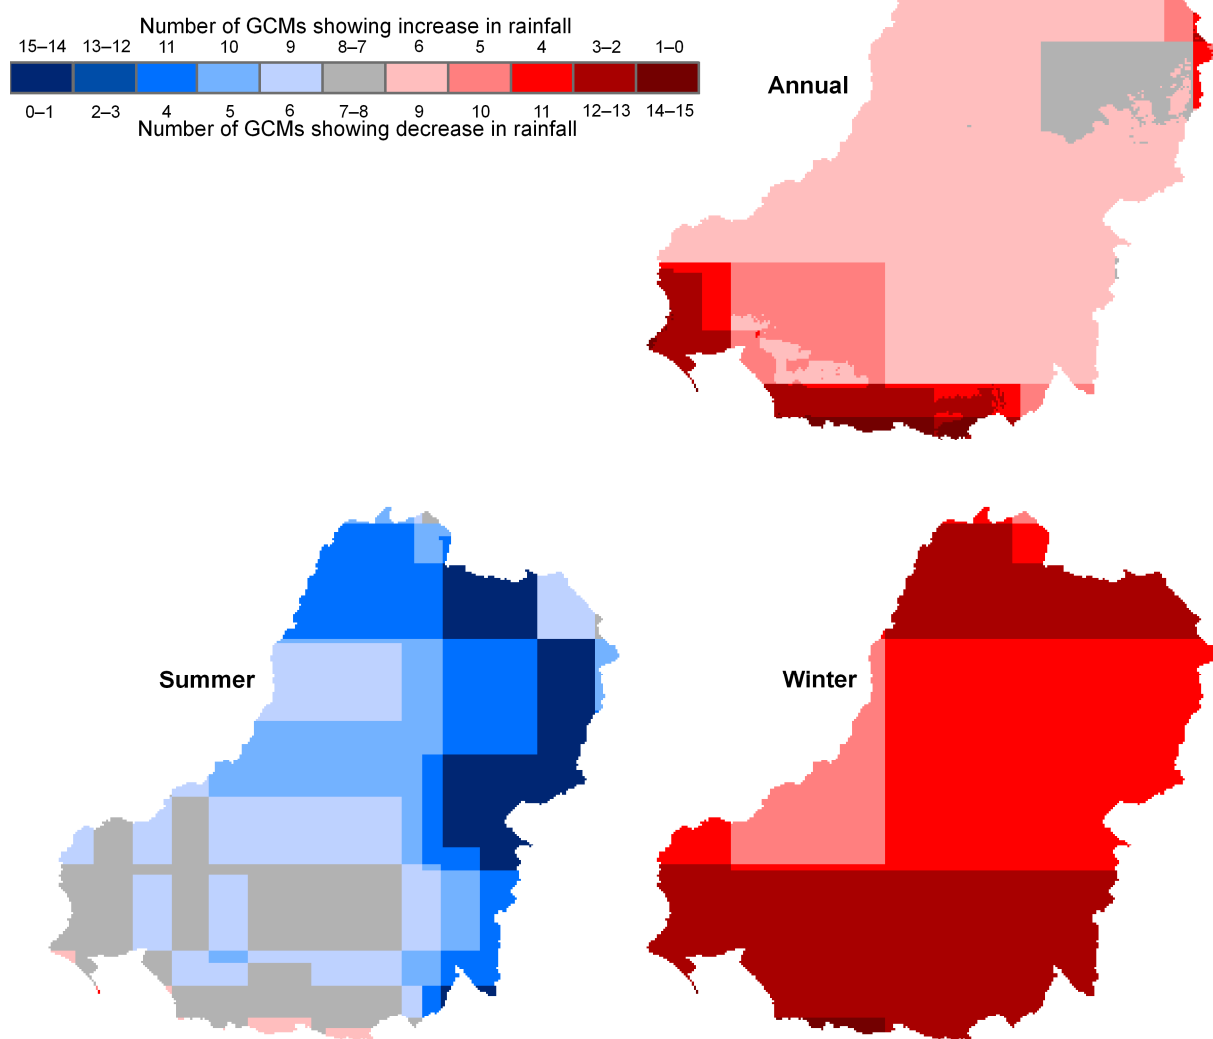 Number of GCMs showing increase in rainfall
15–14 13–12 11 10 9 8–7 6 5 4 3–2 1–0
0–1 2–3 4 5 6 7–8 9 10 11 12–13 14–15
Number of GCMs showing decrease in rainfall
Annual
Summer
Winter